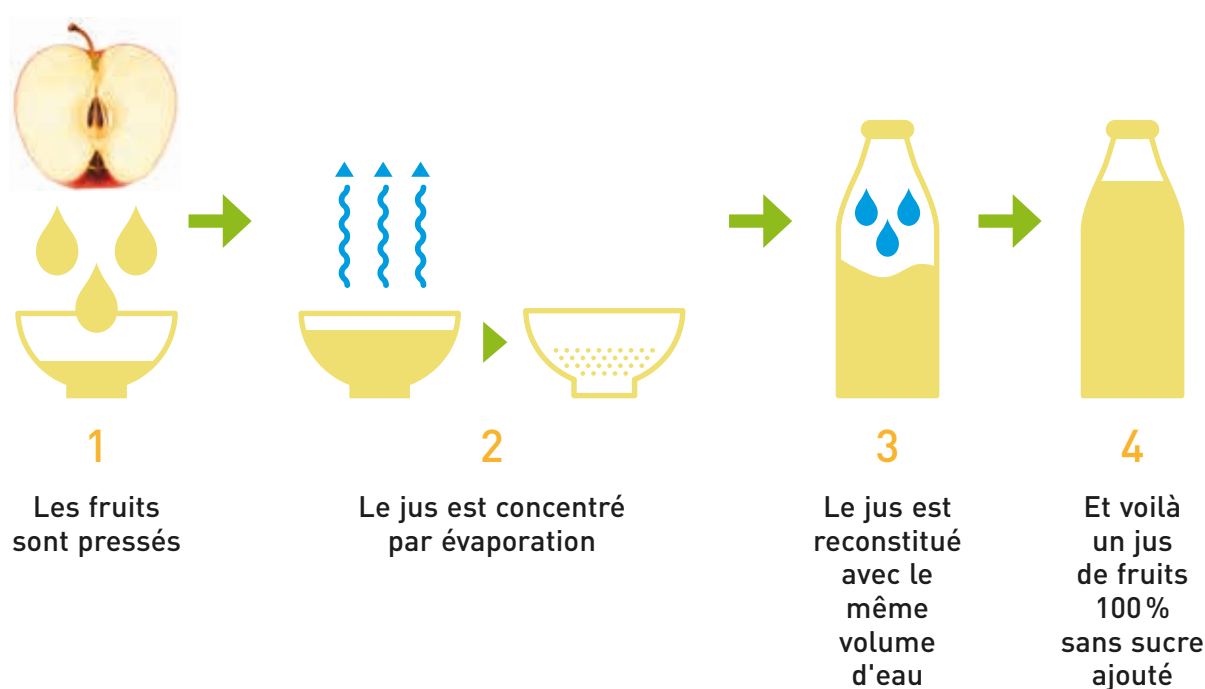 1
Les fruits
sont pressés
2
Le jus est concentré
par évaporation
3
Le jus est
reconstitué
avec le
même
volume
d'eau
4
Et voilà
un jus
de fruits
100 %
sans sucre
ajouté